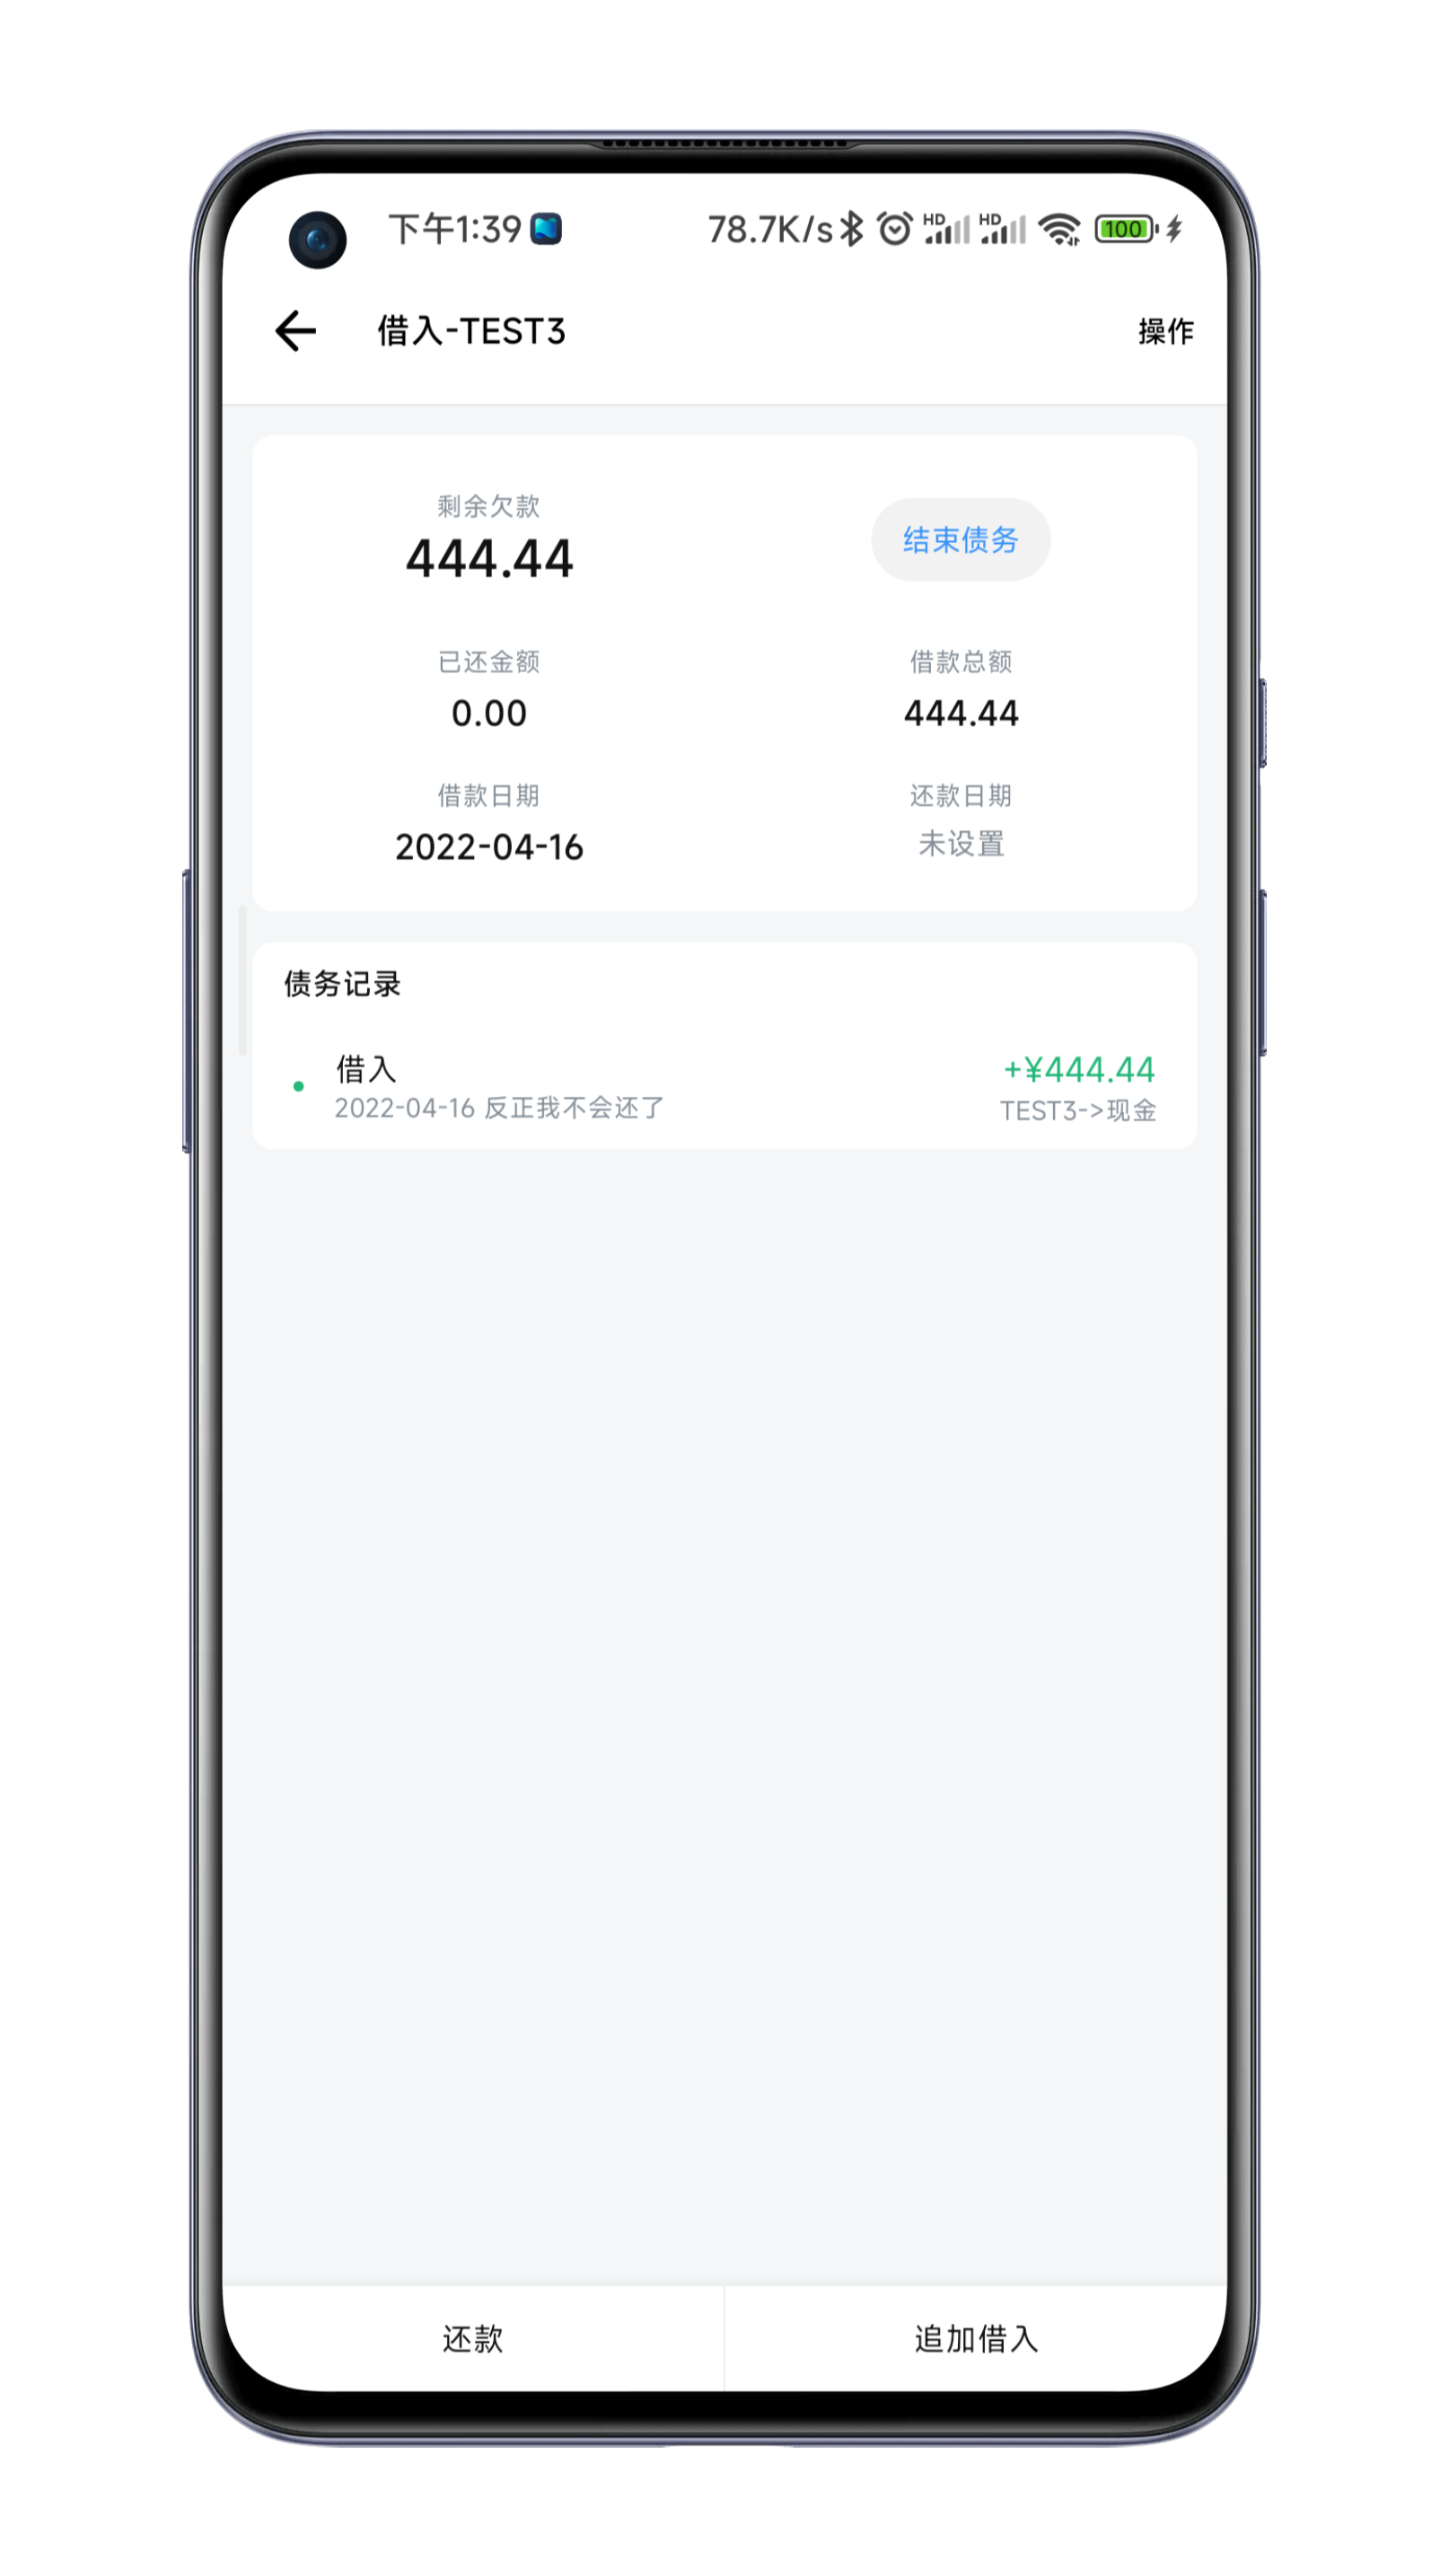 下午1:39
78.7K/s HD HD 100
借入-TEST3
操作
剩余欠款
444.44
结束债务
已还金额
借款总额
0.00
444.44
借款日期
还款日期
2022-04-16
未设置
债务记录
借入
+¥444.44
2022-04-16 反正我不会还了
TEST3->现金
还款
追加借入